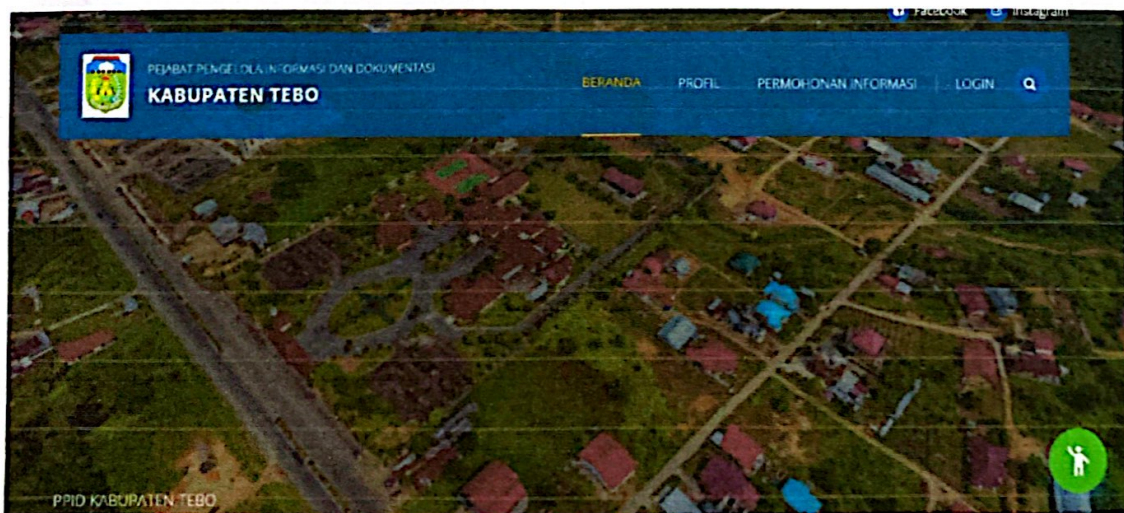 Facebook Instagram
PEJABAT PENGELOLA INFORMASI DAN DOKUMENTASI
KABUPATEN TEBO
BERANDA PROFIL PERMOHONAN INFORMASI LOGIN
PPID KABUPATEN TEBO